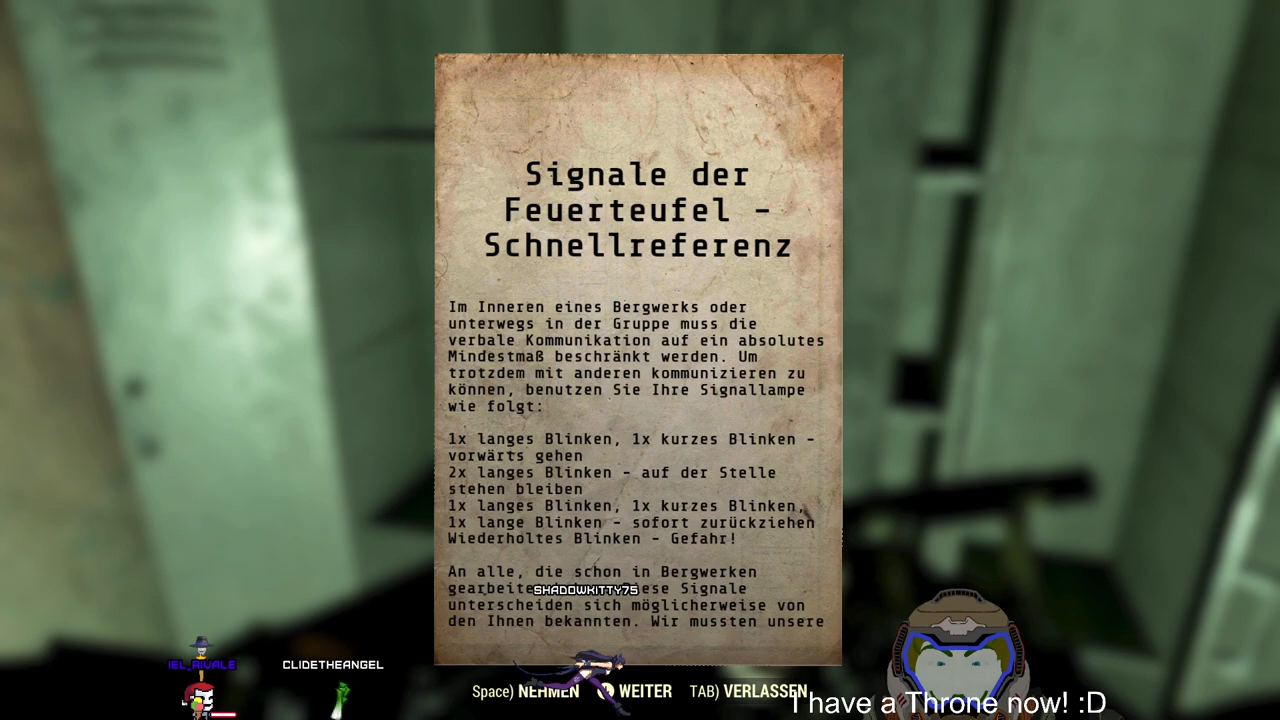 Signale der
Feuerteufel -
Schnellreferenz
Im Inneren eines Bergwerks oder
unterwegs in der Gruppe muss die
verbale Kommunikation auf ein absolutes
Mindestmaß beschränkt werden. Um
trotzdem mit anderen kommunizieren zu
können, benutzen Sie Ihre Signallampe
wie folgt:
1x langes Blinken, 1x kurzes Blinken -
vorwärts gehen
2x langes Blinken - auf der Stelle
stehen bleiben
1x langes Blinken, 1x kurzes Blinken,
1x lange Blinken - sofort zurückziehen
Wiederholtes Blinken - Gefahr!
An alle, die schon in Bergwerken
Signale
SHADOWKITTY75
unterscheiden sich möglicherweise von
den Ihnen bekannten. Wir mussten unsere
IEL_RIVALE
CLIDETHEANGEL
Space) NEHMEN WEITER TAB) VERLASSEN
I have a Throne now! :D